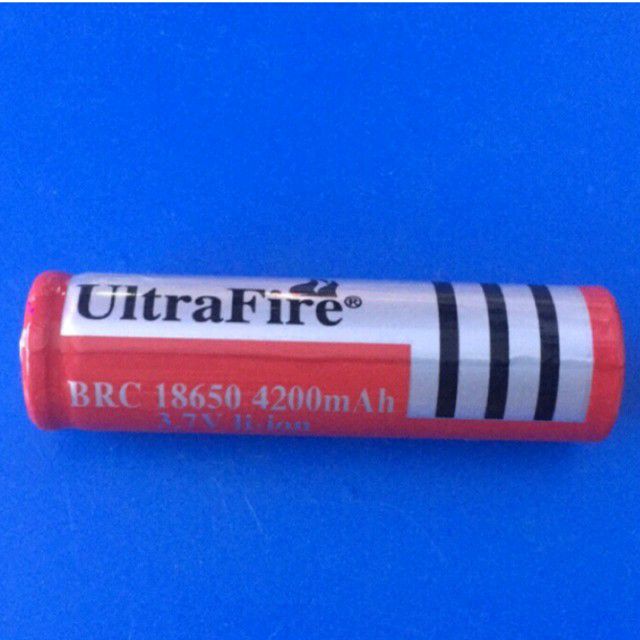 UltraFire®
BRC 18650 4200mAh
3.7V li-ion